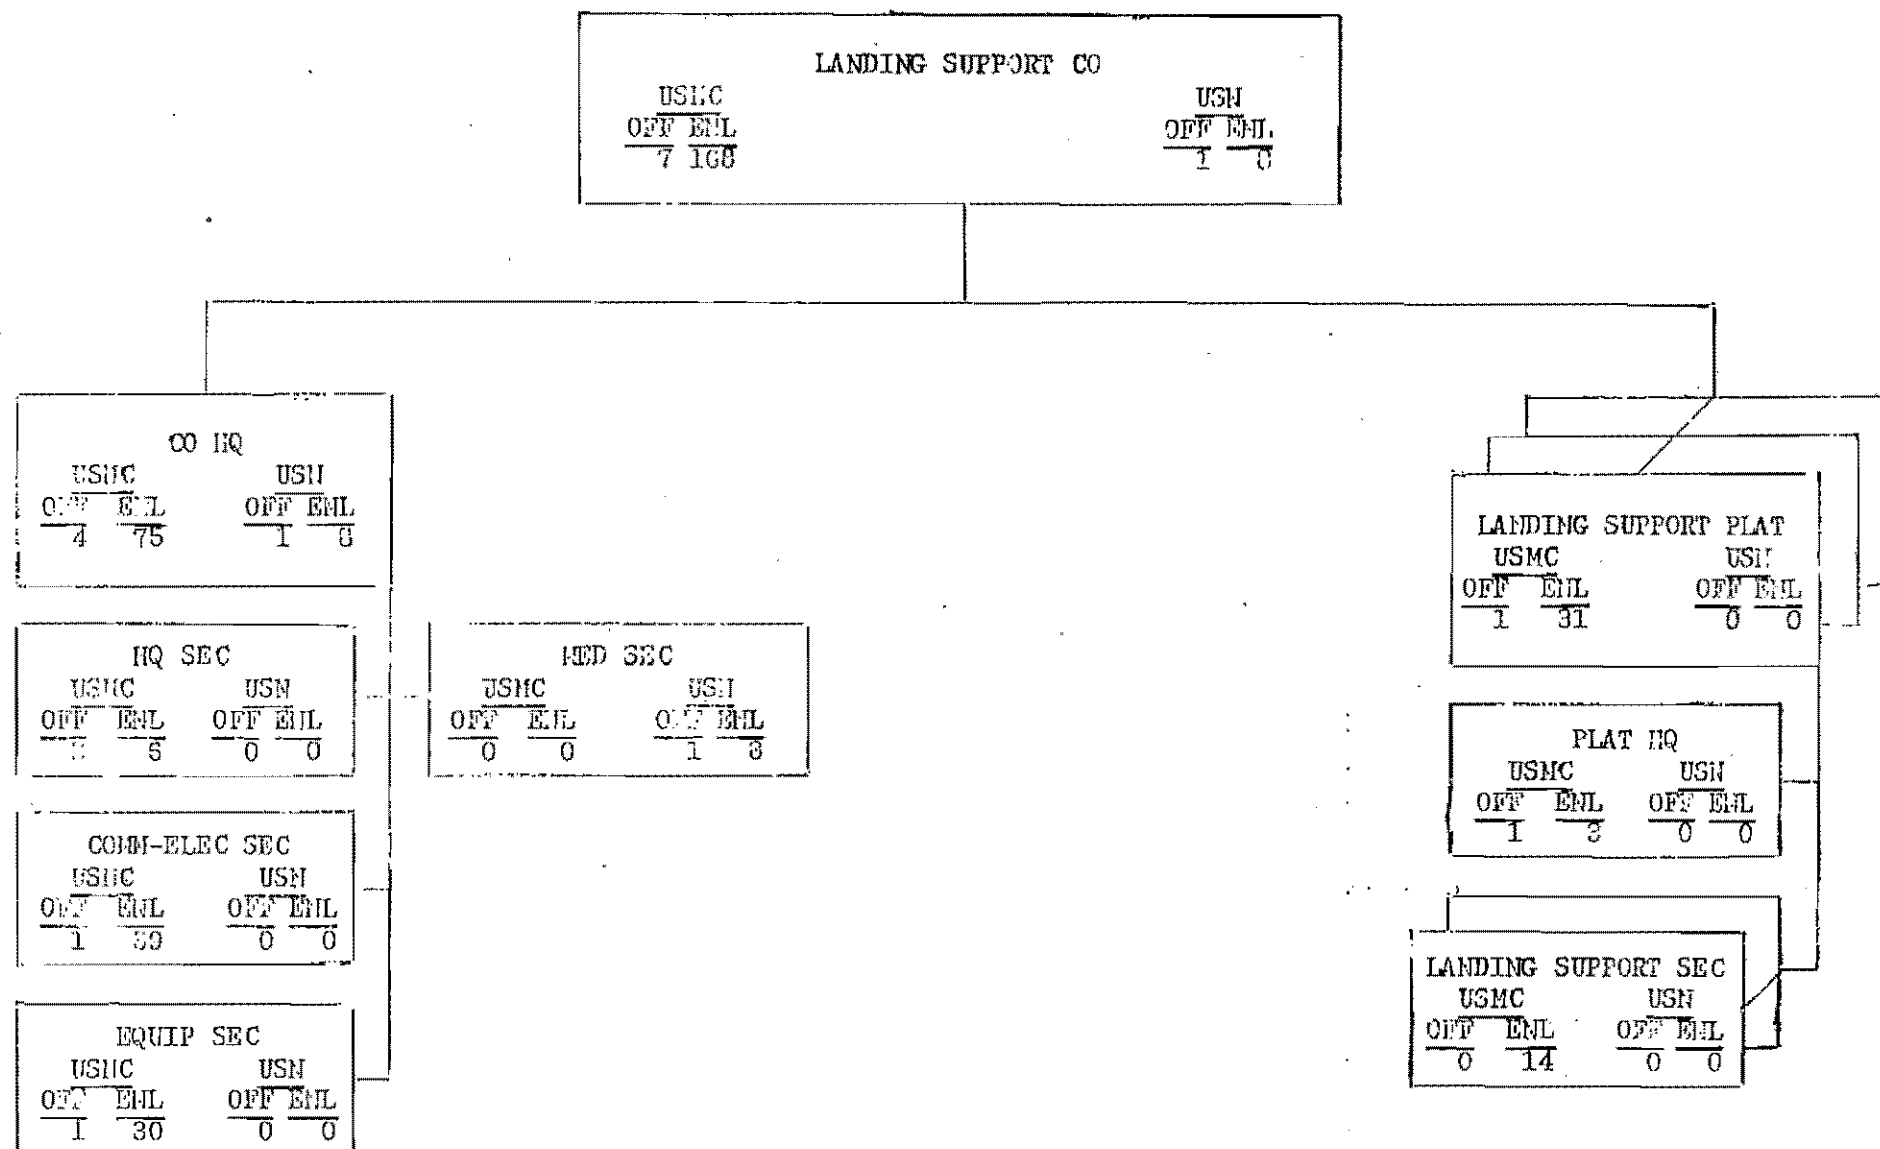 LANDING SUPPORT CO
USMC USN
OFF ENL OFF ENL
7 168 1 8
CO HQ
USMC USN
OFF ENL OFF ENL
4 75 1 8
HQ SEC
USMC USN
OFF ENL OFF ENL
0 0
COMM-ELEC SEC
USMC USN
OFF ENL OFF ENL
1 0 0
EQUIP SEC
USMC USN
OFF ENL OFF ENL
1 30 0 0
MED SEC
USMC USN
OFF ENL OFF ENL
0 0 1 8
LANDING SUPPORT PLAT
USMC USN
OFF ENL OFF ENL
1 31 0 0
PLAT HQ
USMC USN
OFF ENL OFF ENL
1 3 0 0
LANDING SUPPORT SEC
USMC USN
OFF ENL OFF ENL
0 14 0 0